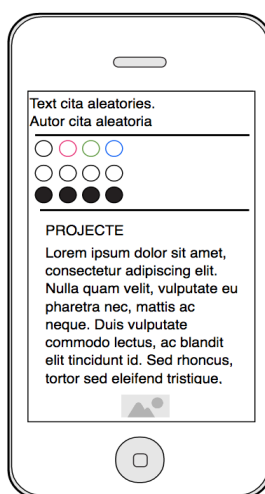 Text cita aleatories.
Autor cita aleatoria
PROJECTE
Lorem ipsum dolor sit amet,
consectetur adipiscing elit.
Nulla quam velit, vulputate eu
pharetra nec, mattis ac
neque. Duis vulputate
commodo lectus, ac blandit
elit tincidunt id. Sed rhoncus,
tortor sed eleifend tristique,